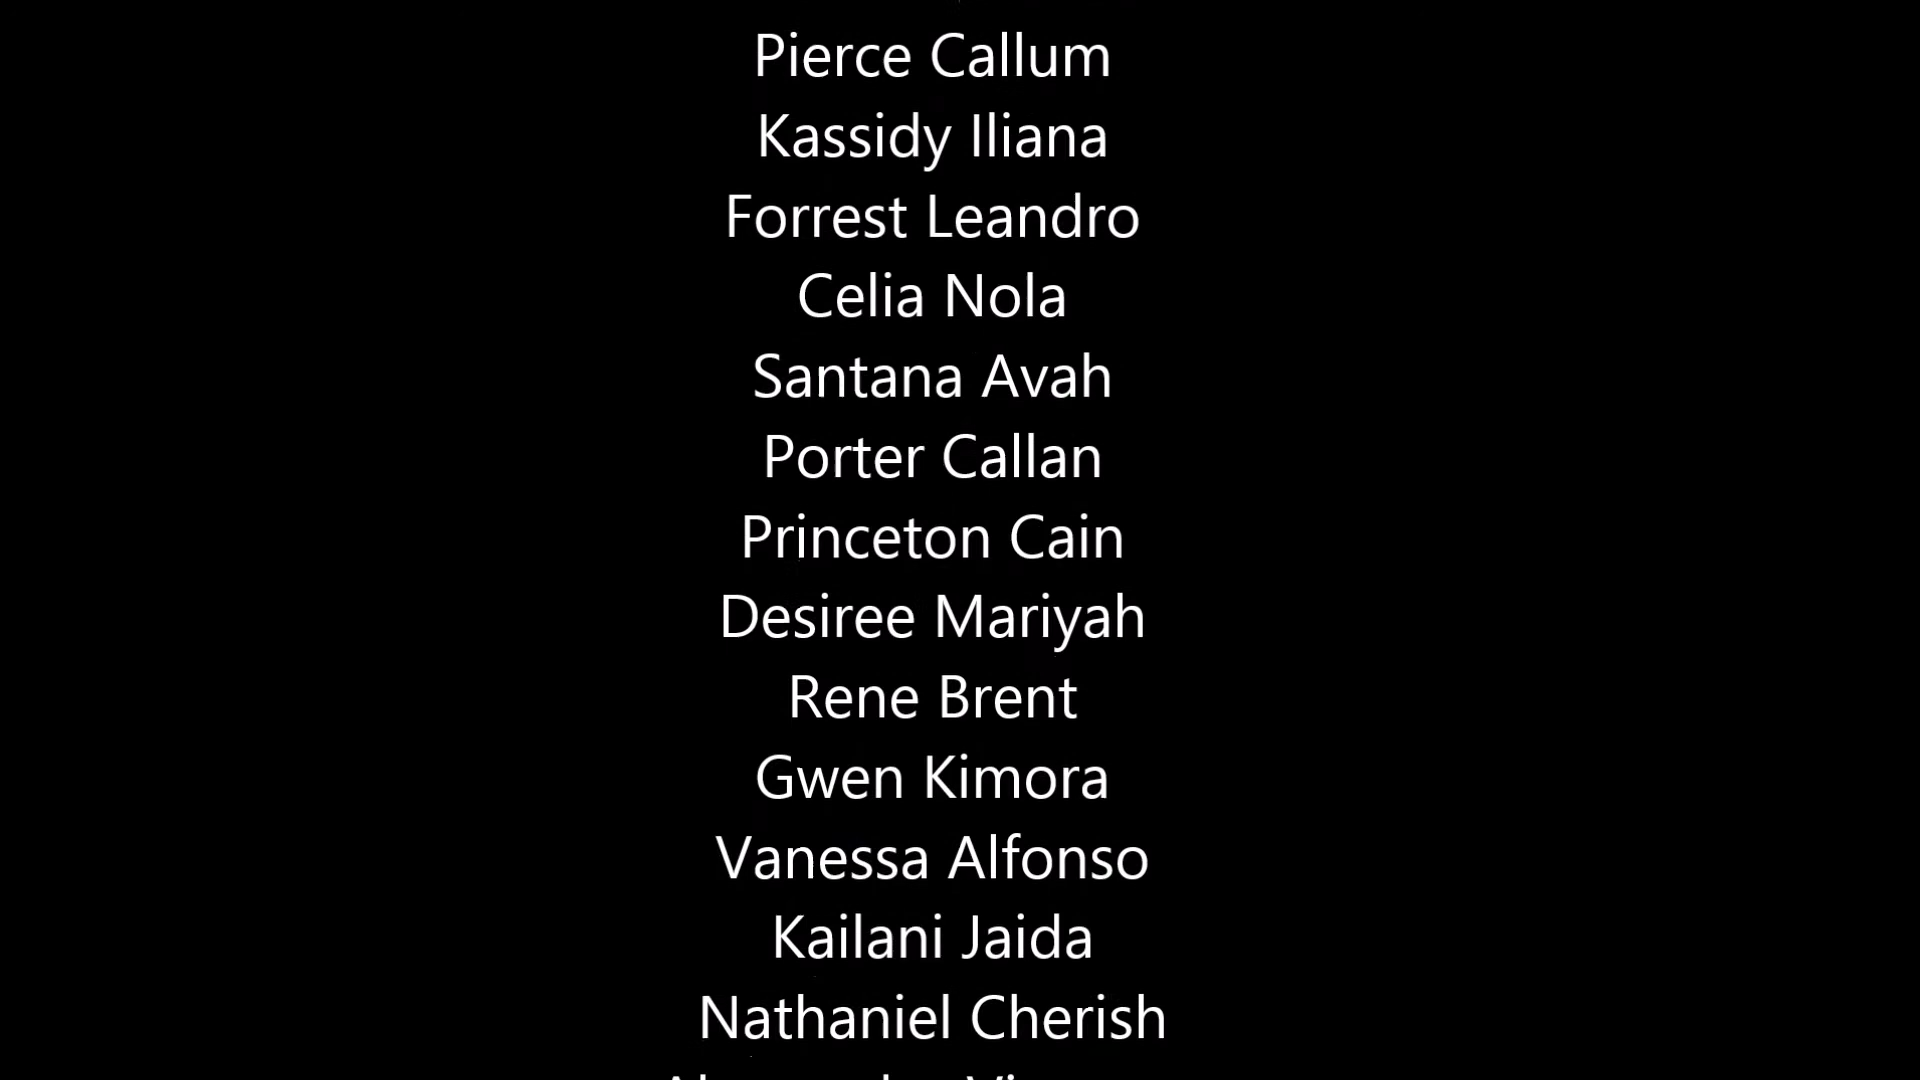 Pierce Callum
Kassidy Iliana
Forrest Leandro
Celia Nola
Santana Avah
Porter Callan
Princeton Cain
Desiree Mariyah
Rene Brent
Gwen Kimora
Vanessa Alfonso
Kailani Jaida
Nathaniel Cherish